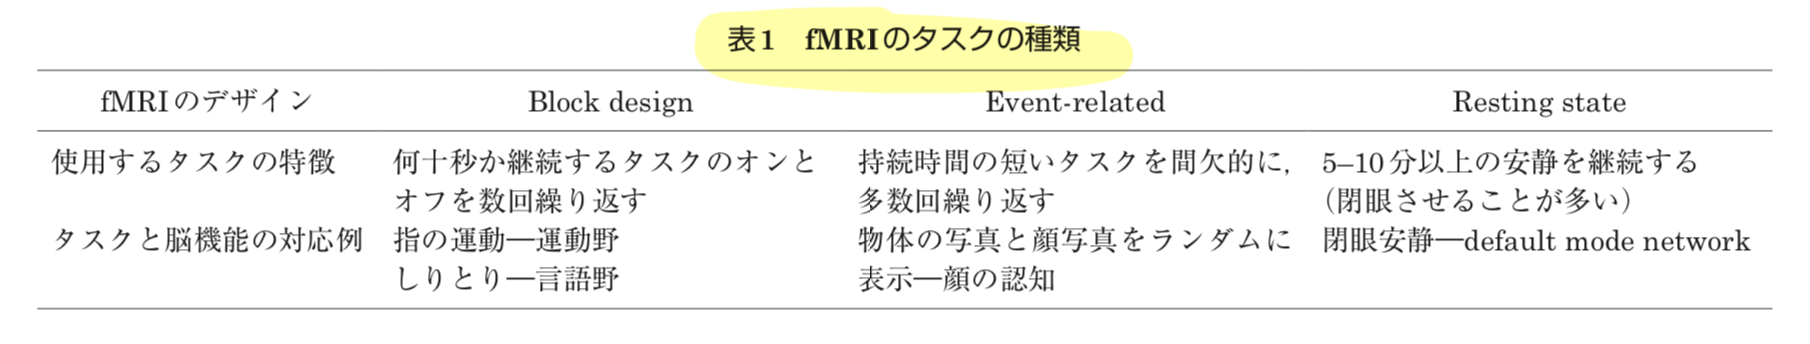 表1　fMRIのタスクの種類
fMRIのデザイン　Block design　Event-related　Resting state
使用するタスクの特徴　何十秒か継続するタスクのオンと　持続時間の短いタスクを間欠的に，　5–10分以上の安静を継続する
オフを数回繰り返す　多数回繰り返す　（閉眼させることが多い）
タスクと脳機能の対応例　指の運動—運動野　物体の写真と顔写真をランダムに　閉眼安静—default mode network
しりとり—言語野　表示—顔の認知